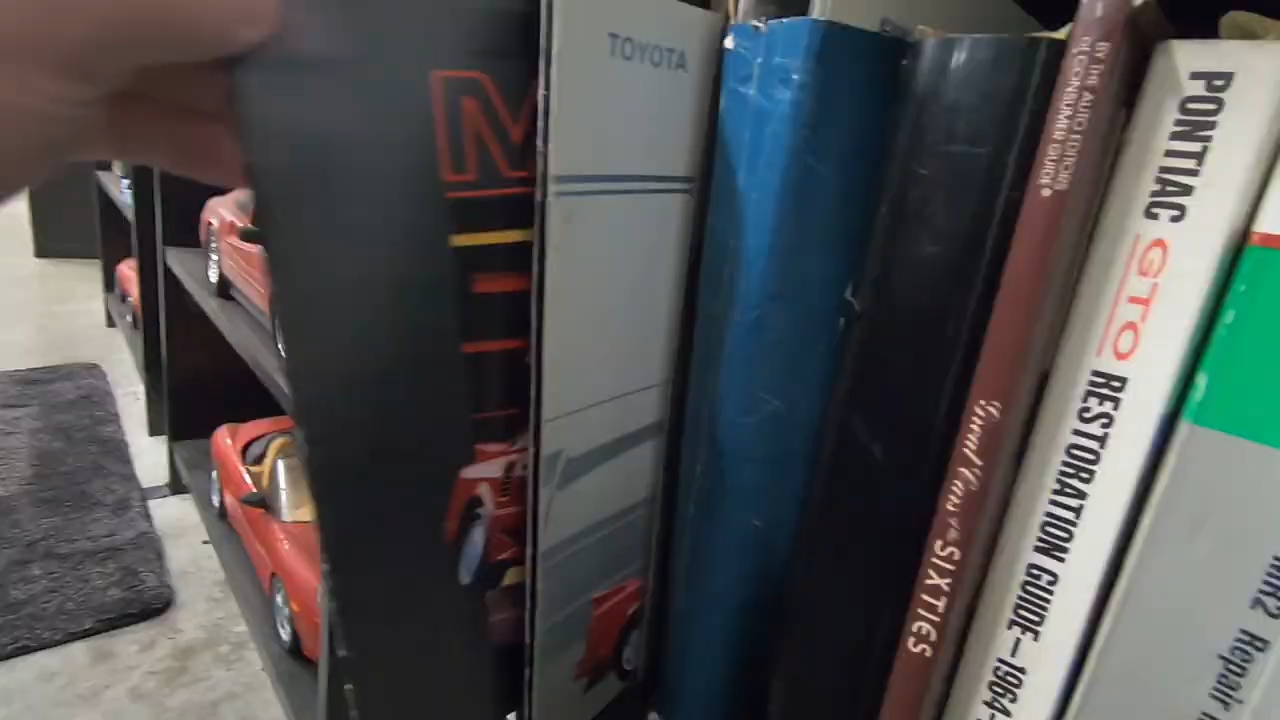 M
TOYOTA
BY THE AUTO EDITORS
OF CONSUMER GUIDE
Great Cars of the SIXTIES
PONTIAC GTO RESTORATION GUIDE–1964-
MR2 Repair